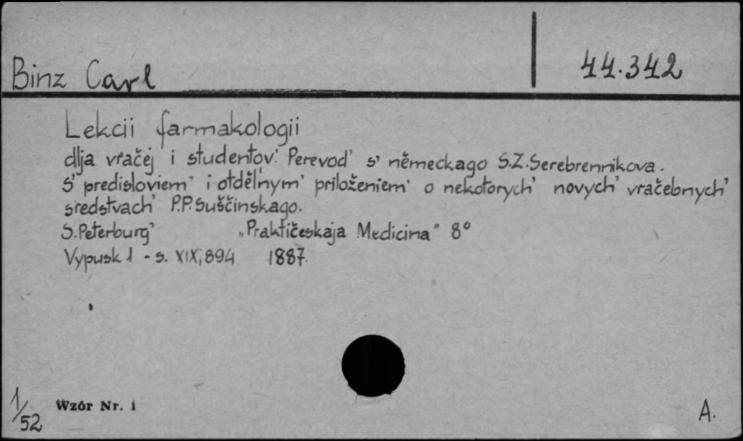 Binz Carl
44.342
Lekcii farmakologii
dlja vračej i studentov. Perevod' s' německago S.Z. Serebrennikova.
S' predisloviem' i otdělnym' priloženiem' o nekotorych' novych' vračebnych'
sredstvach' P.P. Suščinskago.
S. Peterburg' „Praktičeskaja Medicina" 8°
Vypusk 1 - s. XIX, 894 1887.
1/52
Wzór Nr. 1
A.